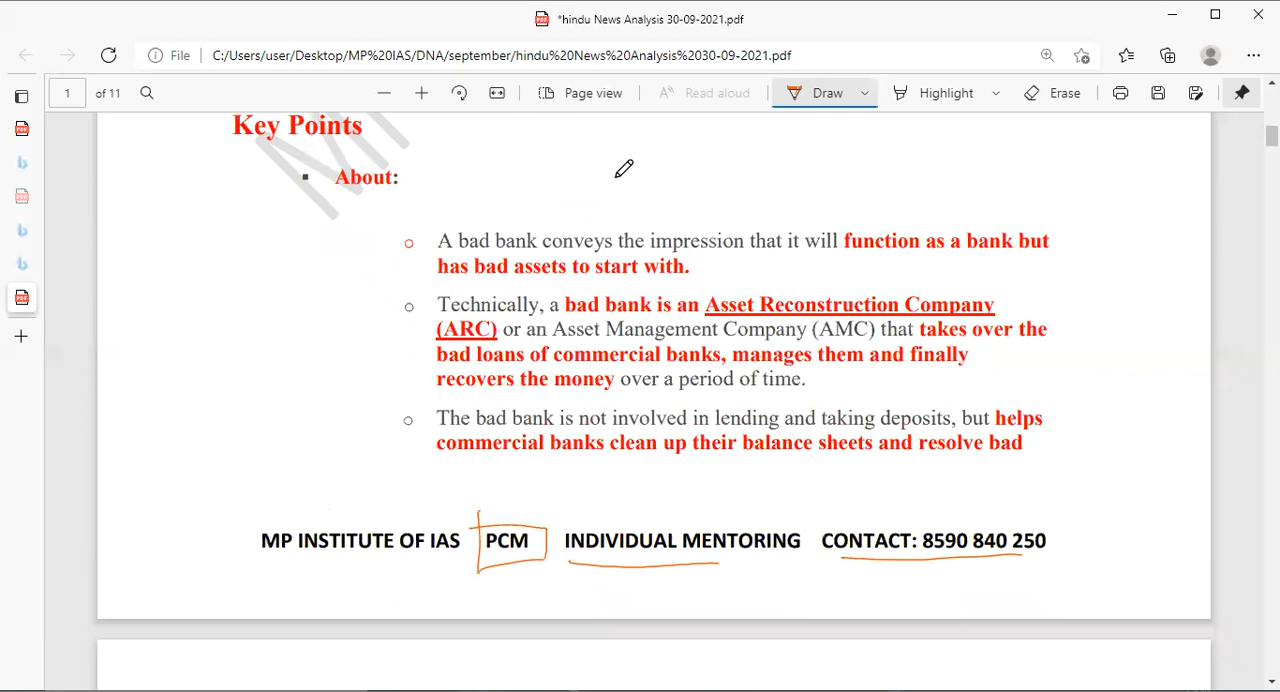 *hindu News Analysis 30-09-2021.pdf
File C:/Users/user/Desktop/MP%20IAS/DNA/september/hindu%20News%20Analysis%2030-09-2021.pdf
1 of 11 Page view Read aloud Draw Highlight Erase
Key Points
About:
A bad bank conveys the impression that it will function as a bank but
has bad assets to start with.
Technically, a bad bank is an Asset Reconstruction Company
(ARC) or an Asset Management Company (AMC) that takes over the
bad loans of commercial banks, manages them and finally
recovers the money over a period of time.
The bad bank is not involved in lending and taking deposits, but helps
commercial banks clean up their balance sheets and resolve bad
MP INSTITUTE OF IAS PCM INDIVIDUAL MENTORING CONTACT: 8590 840 250